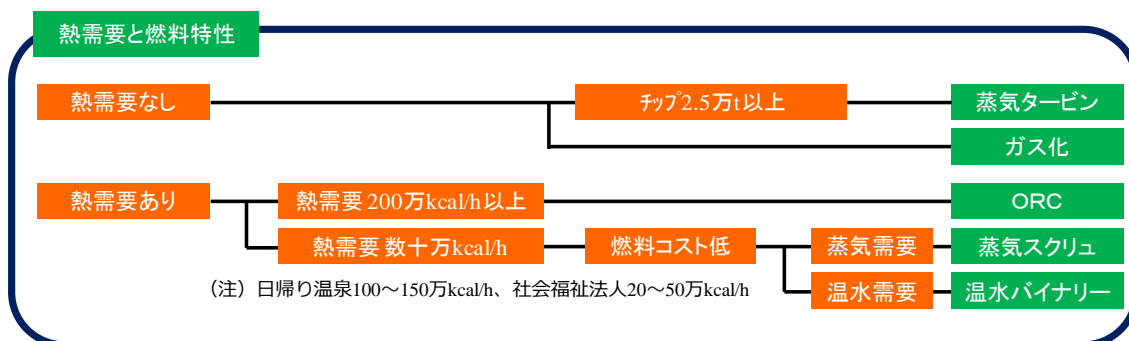 熱需要と燃料特性
熱需要なし
ﾁｯﾌﾟ2.5万t以上
蒸気タービン
ガス化
熱需要あり
熱需要 200万kcal/h以上
ORC
熱需要 数十万kcal/h
燃料コスト低
蒸気需要
蒸気スクリュ
（注）日帰り温泉100～150万kcal/h、社会福祉法人20～50万kcal/h
温水需要
温水バイナリー